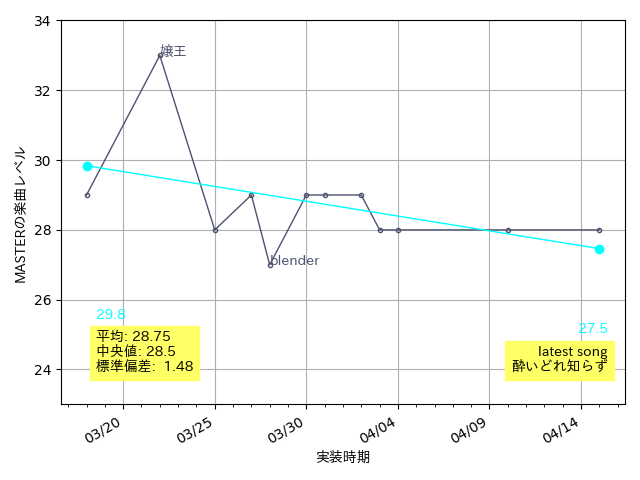 34
32
30
28
26
24
MASTERの楽曲レベル
嬢王
blender
29.8
平均: 28.75
中央値: 28.5
標準偏差: 1.48
27.5
latest song
酔いどれ知らず
03/20
03/25
03/30
04/04
04/09
04/14
実装時期